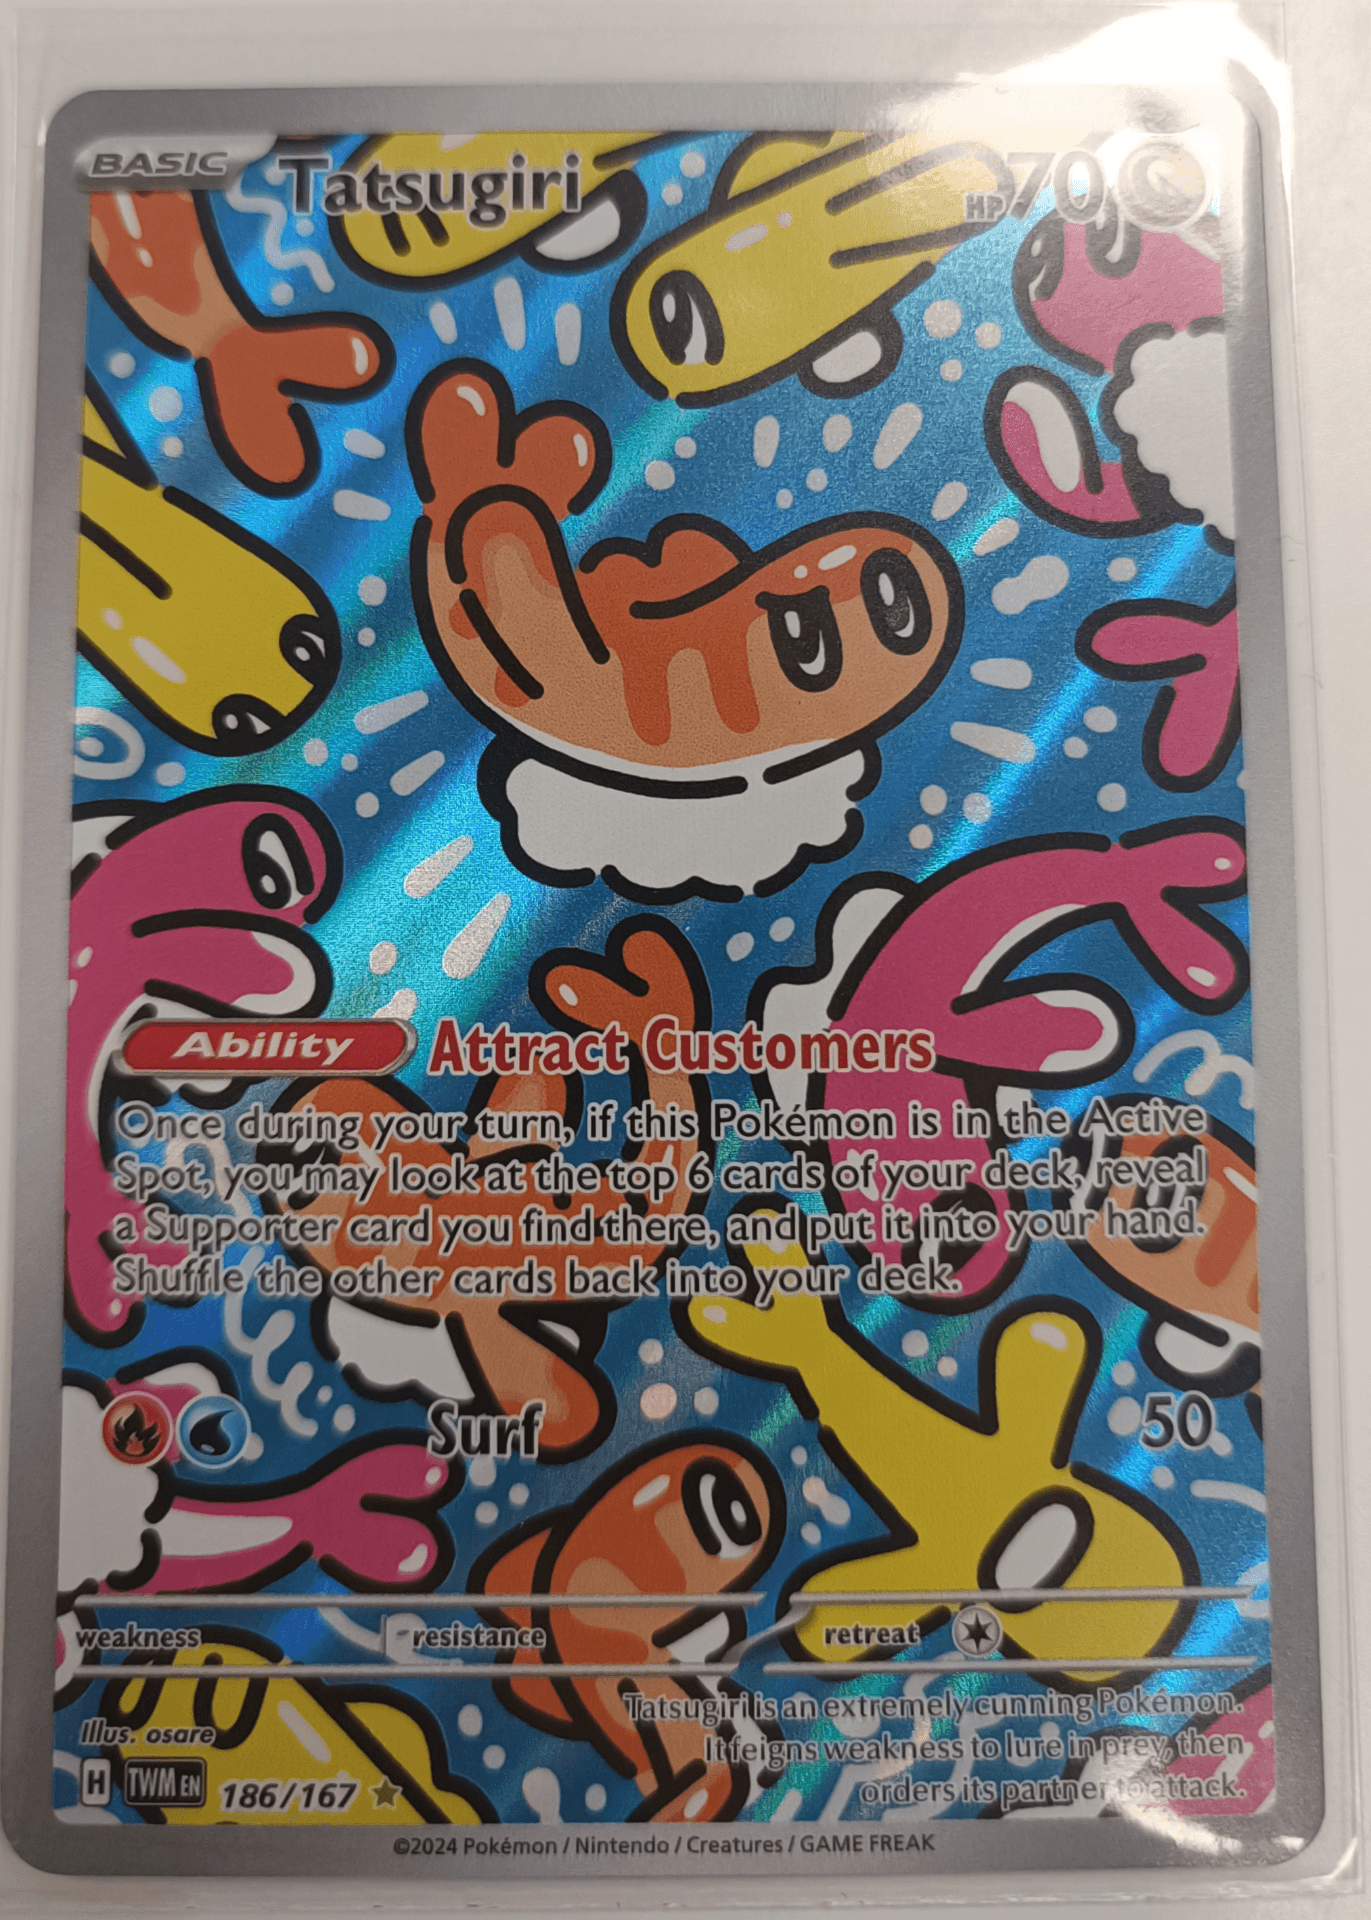 BASIC Tatsugiri HP 70
Ability Attract Customers
Once during your turn, if this Pokémon is in the Active
Spot, you may look at the top 6 cards of your deck, reveal
a Supporter card you find there, and put it into your hand.
Shuffle the other cards back into your deck.
Surf 50
weakness resistance retreat
Tatsugiri is an extremely cunning Pokémon.
It feigns weakness to lure in prey, then
orders its partner to attack.
Illus. osare
H TWM EN 186/167
©2024 Pokémon / Nintendo / Creatures / GAME FREAK